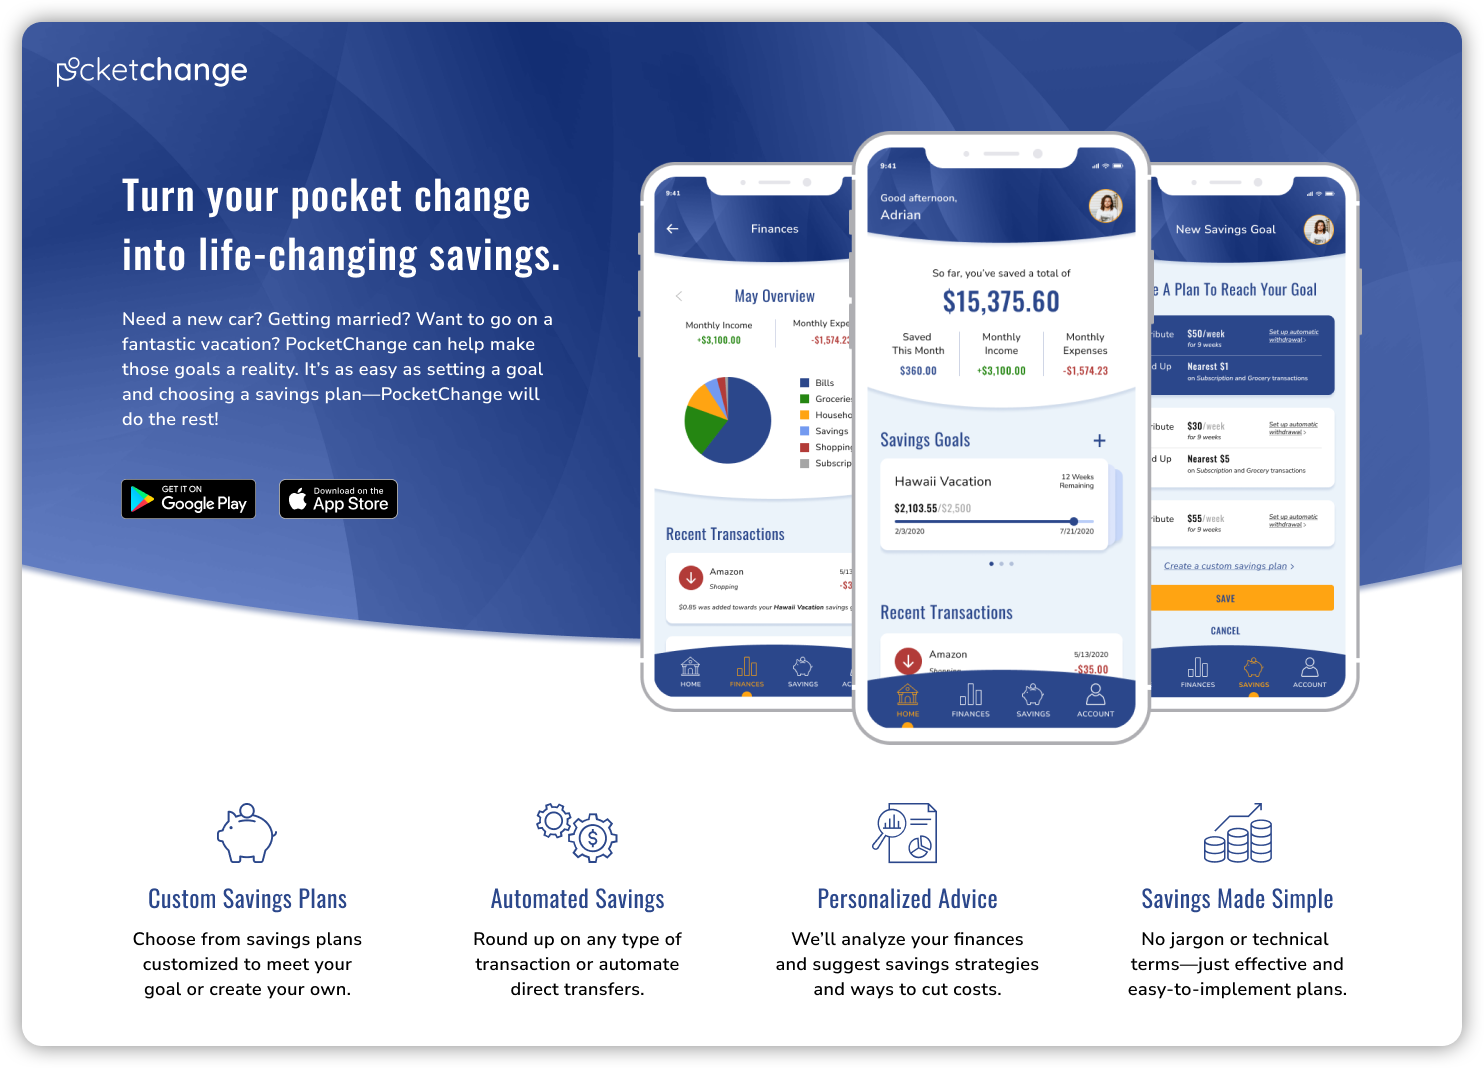 pocketchange
Turn your pocket change
into life-changing savings.
Need a new car? Getting married? Want to go on a
fantastic vacation? PocketChange can help make
those goals a reality. It's as easy as setting a goal
and choosing a savings plan—PocketChange will
do the rest!
GET IT ON
Google Play
Download on the
App Store
9:41
Finances
May Overview
Monthly Income
+$3,100.00
Monthly Expe
-$1,574.23
Bills
Grocerie
Househo
Savings
Shopping
Subscrip
Recent Transactions
Amazon
5/13
Shopping
-$3
$0.85 was added towards your Hawaii Vacation savings g
HOME
FINANCES
SAVINGS
AC
9:41
Good afternoon,
Adrian
So far, you've saved a total of
$15,375.60
Saved
This Month
$360.00
Monthly
Income
+$3,100.00
Monthly
Expenses
-$1,574.23
Savings Goals
+
Hawaii Vacation
12 Weeks
Remaining
$2,103.55/$2,500
2/3/2020
7/21/2020
Recent Transactions
Amazon
5/13/2020
Shopping
-$35.00
HOME
FINANCES
SAVINGS
ACCOUNT
New Savings Goal
e A Plan To Reach Your Goal
ribute
$50/week
for 9 weeks
Set up automatic
withdrawal >
d Up
Nearest $1
on Subscription and Grocery transactions
ribute
$30/week
for 9 weeks
Set up automatic
withdrawal >
d Up
Nearest $5
on Subscription and Grocery transactions
ribute
$55/week
for 9 weeks
Set up automatic
withdrawal >
Create a custom savings plan >
SAVE
CANCEL
FINANCES
SAVINGS
ACCOUNT
$
Custom Savings Plans
Choose from savings plans
customized to meet your
goal or create your own.
Automated Savings
Round up on any type of
transaction or automate
direct transfers.
Personalized Advice
We'll analyze your finances
and suggest savings strategies
and ways to cut costs.
Savings Made Simple
No jargon or technical
terms—just effective and
easy-to-implement plans.